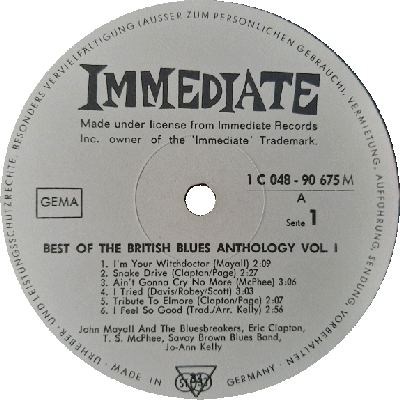 URHEBER- UND LEISTUNGSSCHUTZRECHTE, BESONDERS VERVIELFÄLTIGUNG (AUSSER ZUM PERSÖNLICHEN GEBRAUCH), VERMIETUNG, AUFFÜHRUNG, SENDUNG, VORBEHALTEN.
IMMEDIATE
Made under license from Immediate Records
Inc. owner of the 'Immediate' Trademark.
GEMA
1 C 048 - 90 675 M
A
Seite 1
BEST OF THE BRITISH BLUES ANTHOLOGY VOL. I
1. I'm Your Witchdoctor (Mayall) 2:09
2. Snake Drive (Clapton/Page) 2:27
3. Ain't Gonna Cry No More (McPhee) 3:06
4. I Tried (Davis/Robey/Scott) 3:03
5. Tribute To Elmore (Clapton/Page) 2:07
6. I Feel So Good (Trad./Arr. Kelly) 2:56
John Mayall And The Bluesbreakers, Eric Clapton,
T. S. McPhee, Savoy Brown Blues Band,
Jo-Ann Kelly
33
MADE IN GERMANY